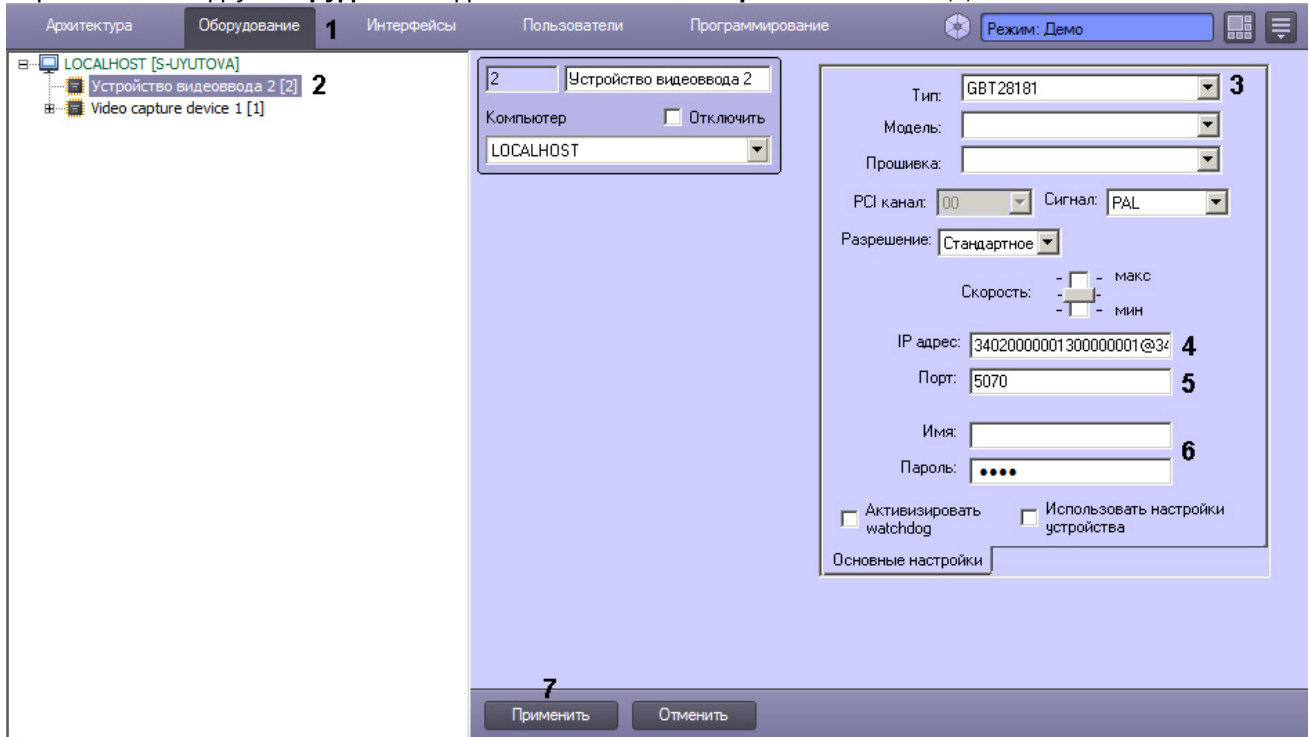 Архитектура Оборудование 1 Интерфейсы Пользователи Программирование Режим: Демо
LOCALHOST [S-UYUTOVA]
Устройство видеоввода 2 [2] 2
Video capture device 1 [1]
2 Устройство видеоввода 2
Компьютер Отключить
LOCALHOST
Тип: GBT28181 3
Модель:
Прошивка:
PCI канал: 00 Сигнал: PAL
Разрешение: Стандартное
макс
Скорость:
мин
IP адрес: 34020000001300000001@34 4
Порт: 5070 5
Имя:
6
Пароль: ••••
Активизировать watchdog
Использовать настройки устройства
Основные настройки
7
Применить Отменить